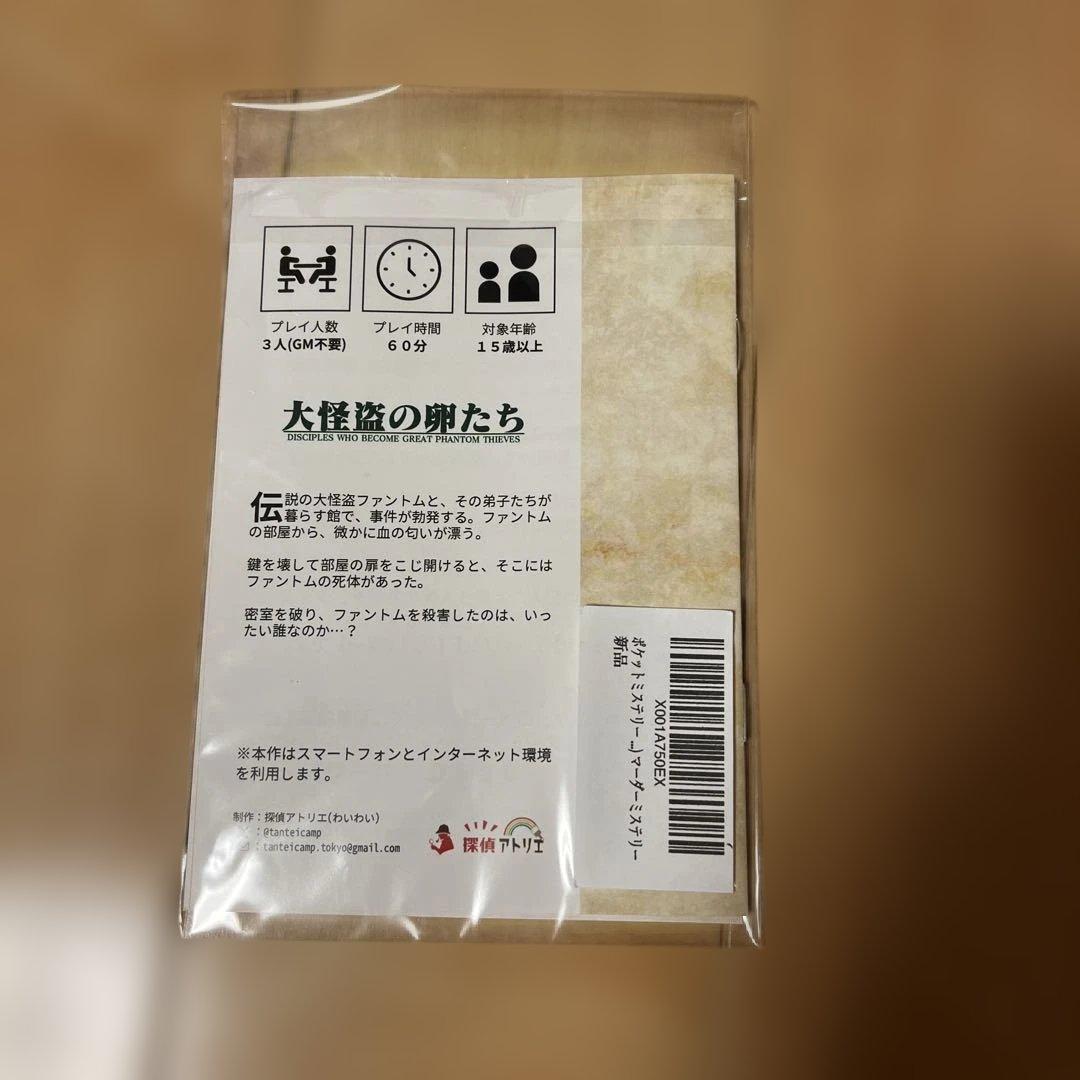 プレイ人数
３人(GM不要)
プレイ時間
６０分
対象年齢
１５歳以上
大怪盗の卵たち
DISCIPLES WHO BECOME GREAT PHANTOM THIEVES
伝説の大怪盗ファントムと、その弟子たちが
暮らす館で、事件が勃発する。ファントム
の部屋から、微かに血の匂いが漂う。
鍵を壊して部屋の扉をこじ開けると、そこには
ファントムの死体があった。
密室を破り、ファントムを殺害したのは、いっ
たい誰なのか…？
※本作はスマートフォンとインターネット環境
を利用します。
制作：探偵アトリエ(わいわい)
：@tanteicamp
：tanteicamp.tokyo@gmail.com
探偵アトリエ
X001A750EX
ポケットミステリー ...) マーダーミステリー
新品